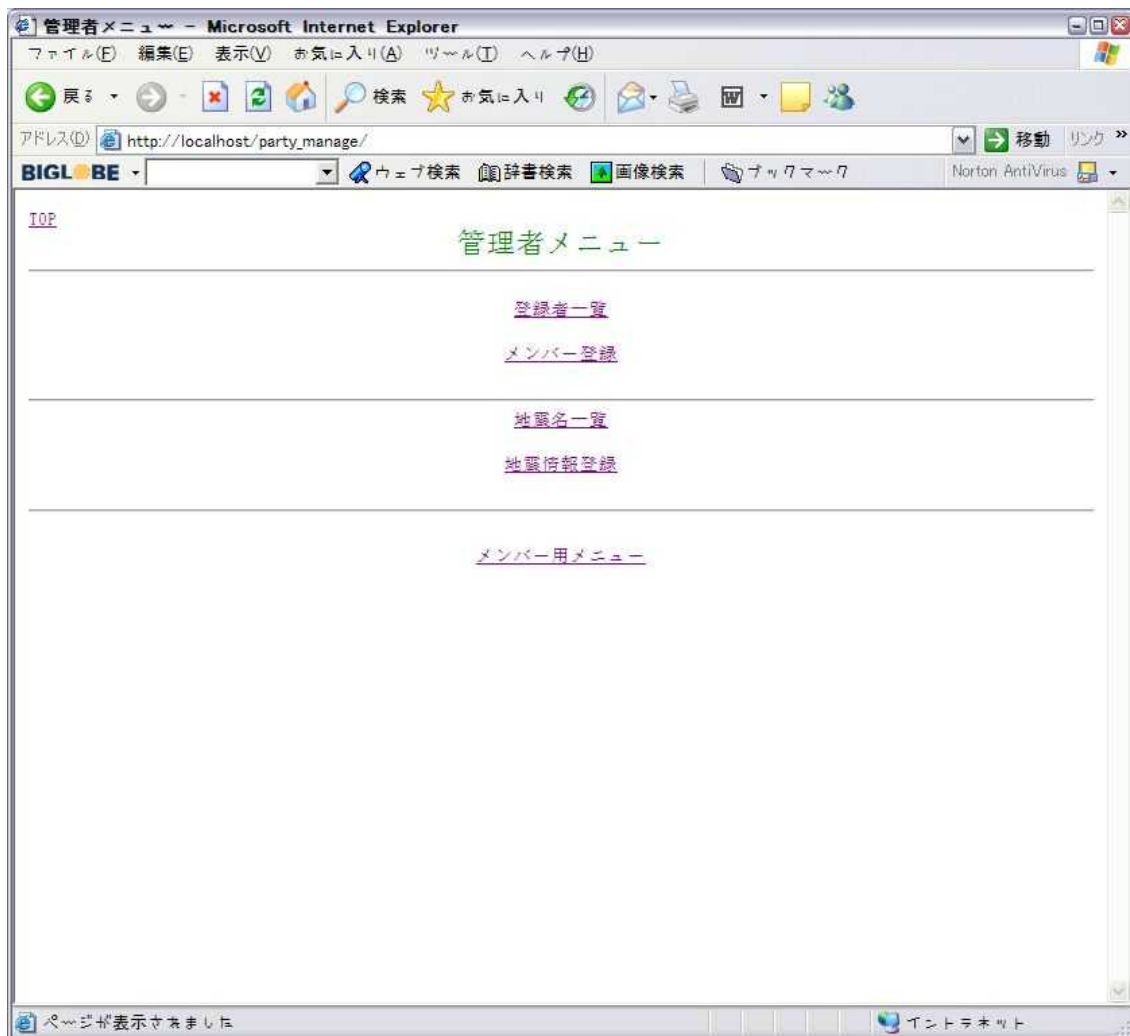 管理者メニュー - Microsoft Internet Explorer
ファイル(F) 編集(E) 表示(V) お気に入り(A) ツール(T) ヘルプ(H)
戻る 検索 お気に入り
アドレス(D) http://localhost/party_manage/ 移動 リンク »
BIGLOBE ウェブ検索 辞書検索 画像検索 ブックマーク Norton AntiVirus
TOP
管理者メニュー
登録者一覧
メンバー登録
地震名一覧
地震情報登録
メンバー用メニュー
ページが表示されました イントラネット